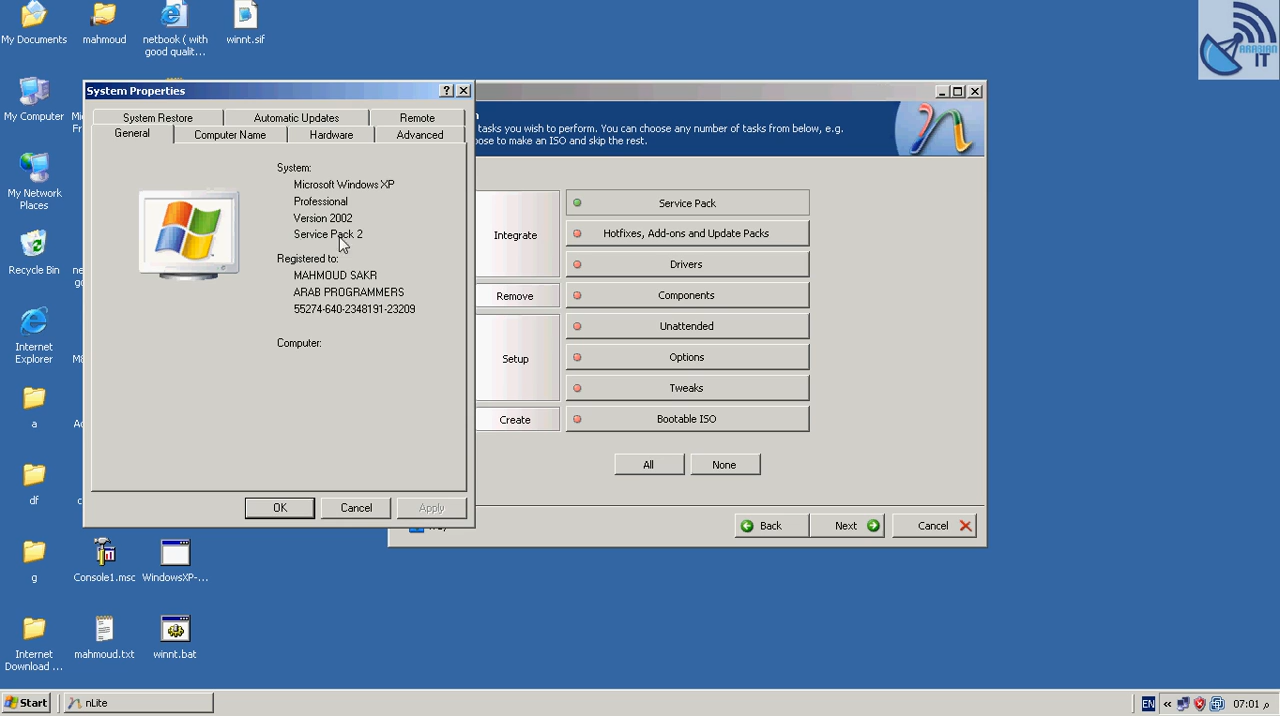 My Documents
mahmoud
netbook ( with
good qualit...
winnt.sif
ARABIAN
IT
My Computer
My Network
Places
Recycle Bin
Internet
Explorer
a
df
g
Console1.msc
WindowsXP-...
Internet
Download ...
mahmoud.txt
winnt.bat
System Properties
System Restore
Automatic Updates
Remote
General
Computer Name
Hardware
Advanced
System:
Microsoft Windows XP
Professional
Version 2002
Service Pack 2
Registered to:
MAHMOUD SAKR
ARAB PROGRAMMERS
55274-640-2348191-23209
Computer:
OK
Cancel
Apply
tasks you wish to perform. You can choose any number of tasks from below, e.g.
ose to make an ISO and skip the rest.
Integrate
Service Pack
Hotfixes, Add-ons and Update Packs
Drivers
Remove
Components
Setup
Unattended
Options
Tweaks
Create
Bootable ISO
All
None
Back
Next
Cancel
Start
nLite
EN
«
07:01 م